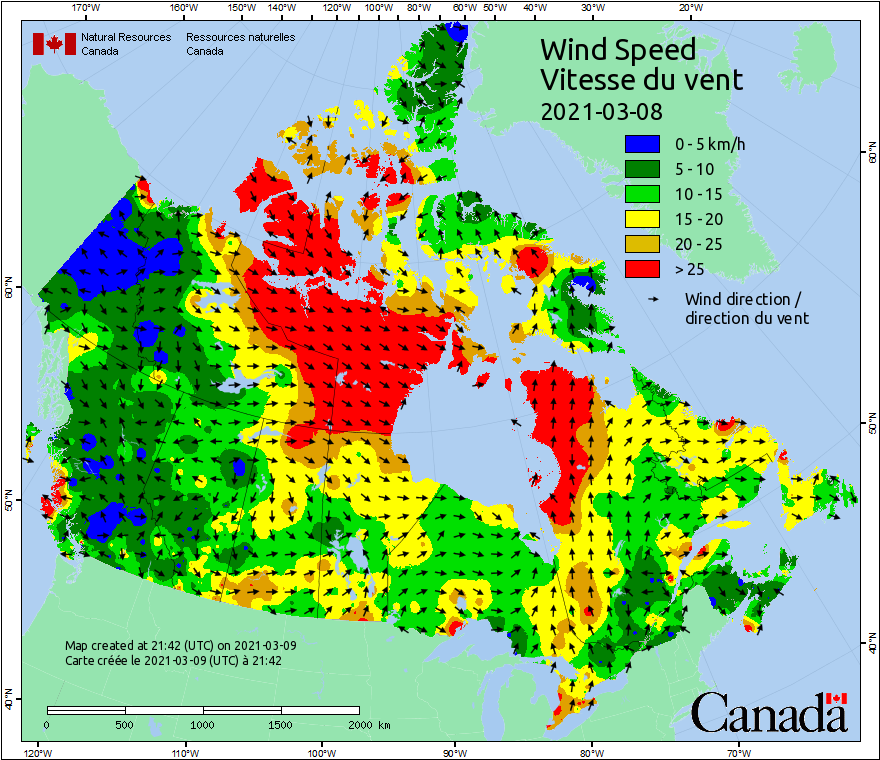 170°W 160°W 150°W 140°W 120°W 100°W 80°W 60°W 50°W 40°W 30°W 20°W
Natural Resources Ressources naturelles
Canada Canada
Wind Speed
Vitesse du vent
2021-03-08
0 - 5 km/h
5 - 10
10 - 15
15 - 20
20 - 25
> 25
Wind direction /
direction du vent
60°N
60°N
50°N
50°N
40°N
40°N
Map created at 21:42 (UTC) on 2021-03-09
Carte créée le 2021-03-09 (UTC) à 21:42
0 500 1000 1500 2000 km
Canada
120°W 110°W 100°W 90°W 80°W 70°W